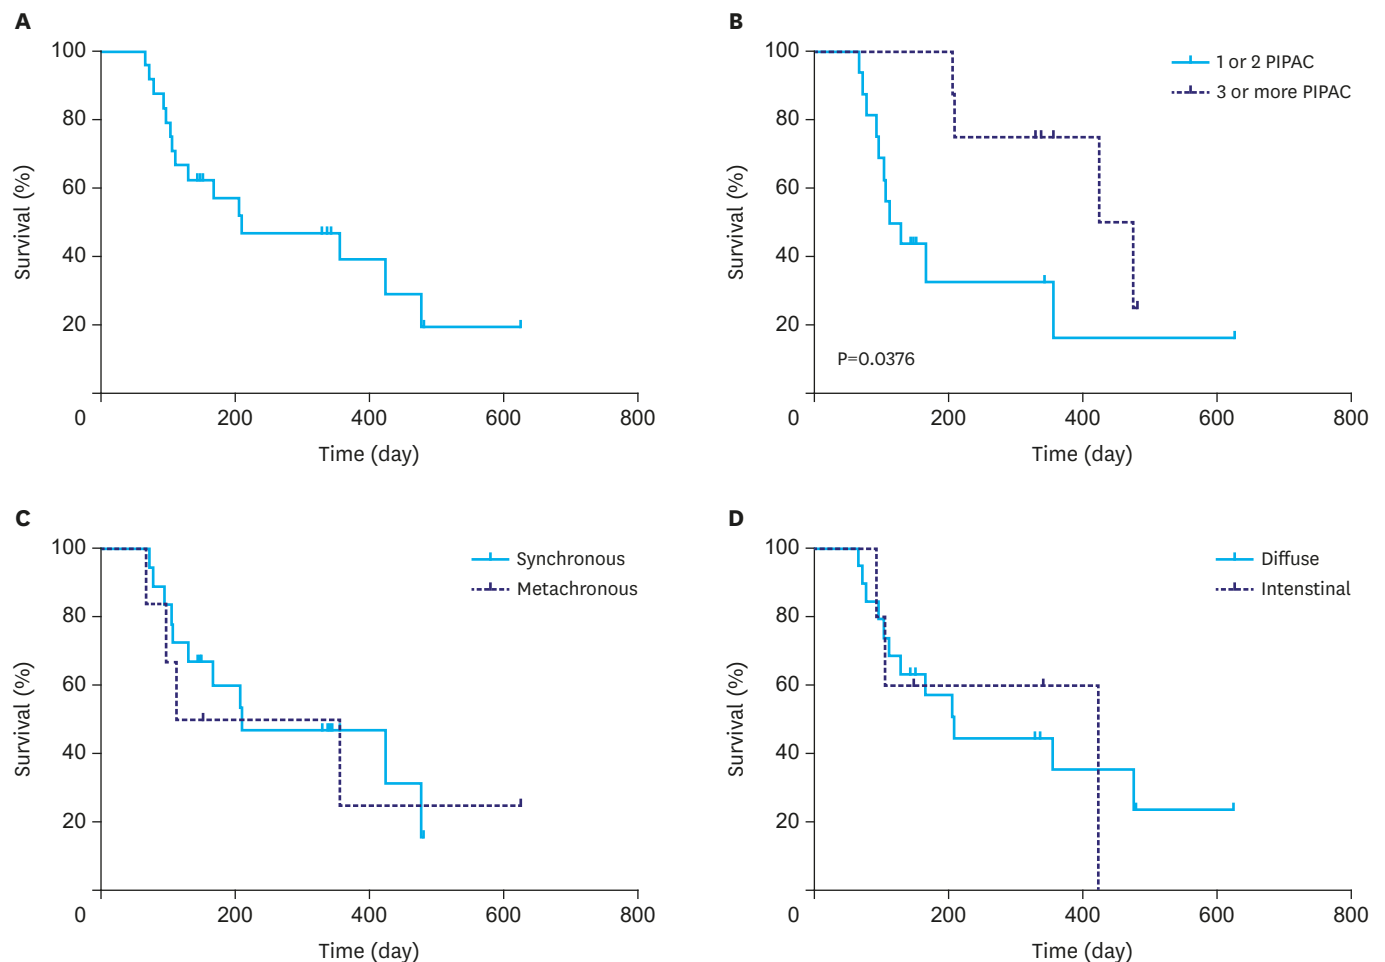 A
100
80
60
40
20
0 200 400 600 800
Survival (%)
Time (day)
B
100
80
60
40
20
0 200 400 600 800
Survival (%)
Time (day)
1 or 2 PIPAC
3 or more PIPAC
P=0.0376
C
100
80
60
40
20
0 200 400 600 800
Survival (%)
Time (day)
Synchronous
Metachronous
D
100
80
60
40
20
0 200 400 600 800
Survival (%)
Time (day)
Diffuse
Intenstinal